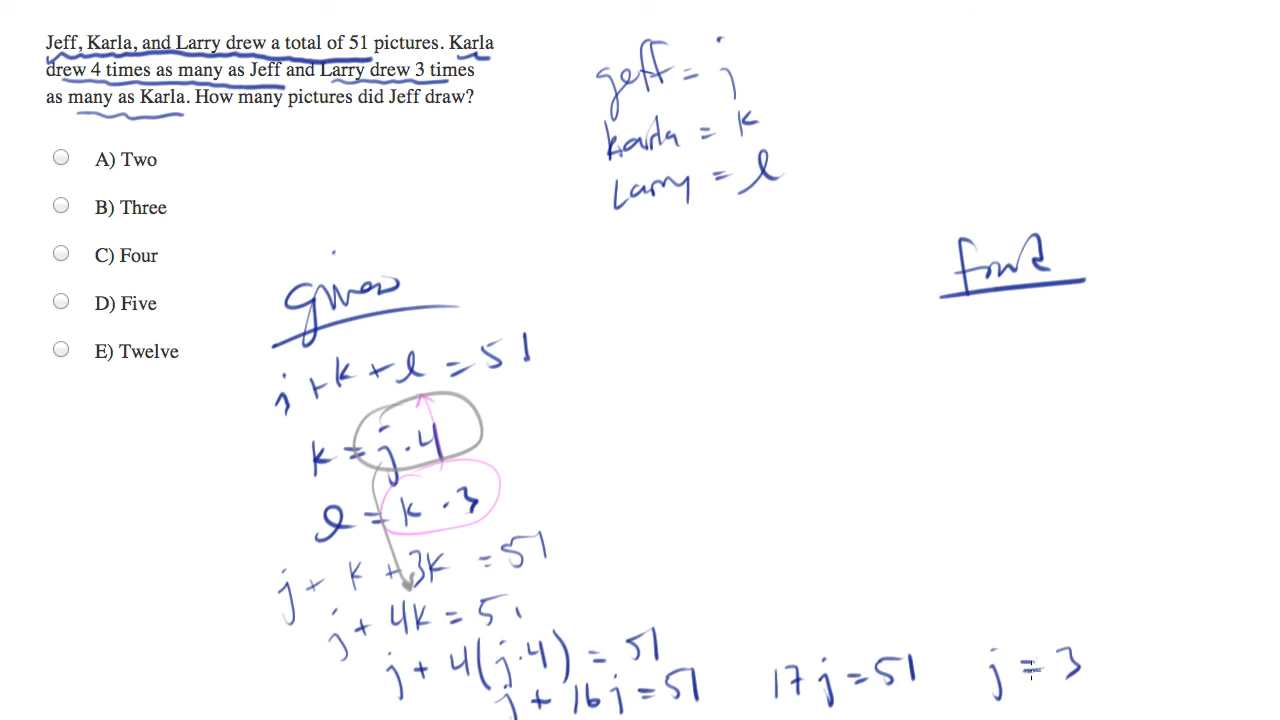 Jeff, Karla, and Larry drew a total of 51 pictures. Karla
drew 4 times as many as Jeff and Larry drew 3 times
as many as Karla. How many pictures did Jeff draw?
A) Two
B) Three
C) Four
D) Five
E) Twelve
Jeff = j
Karla = k
Larry = l
given
find
j + k + l = 51
k = j · 4
l = k · 3
j + k + 3k = 51
j + 4k = 51
j + 4(j · 4) = 51
j + 16j = 51
17j = 51
j = 3